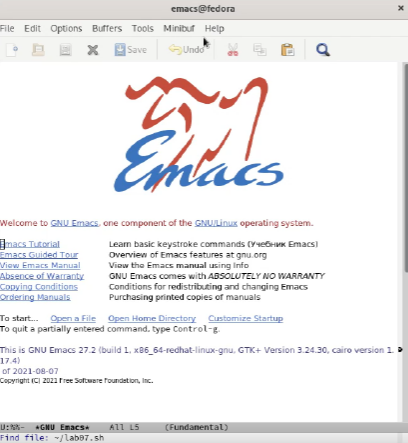 emacs@fedora
File Edit Options Buffers Tools Minibuf Help
Save Undo
Emacs
Welcome to GNU Emacs, one component of the GNU/Linux operating system.
Emacs Tutorial Learn basic keystroke commands (Учебник Emacs)
Emacs Guided Tour Overview of Emacs features at gnu.org
View Emacs Manual View the Emacs manual using Info
Absence of Warranty GNU Emacs comes with ABSOLUTELY NO WARRANTY
Copying Conditions Conditions for redistributing and changing Emacs
Ordering Manuals Purchasing printed copies of manuals
To start... Open a File Open Home Directory Customize Startup
To quit a partially entered command, type Control-g.
This is GNU Emacs 27.2 (build 1, x86_64-redhat-linux-gnu, GTK+ Version 3.24.30, cairo version 1.
17.4)
of 2021-08-07
Copyright (C) 2021 Free Software Foundation, Inc.
U:%%- *GNU Emacs* All L5 (Fundamental)
Find file: ~/lab07.sh